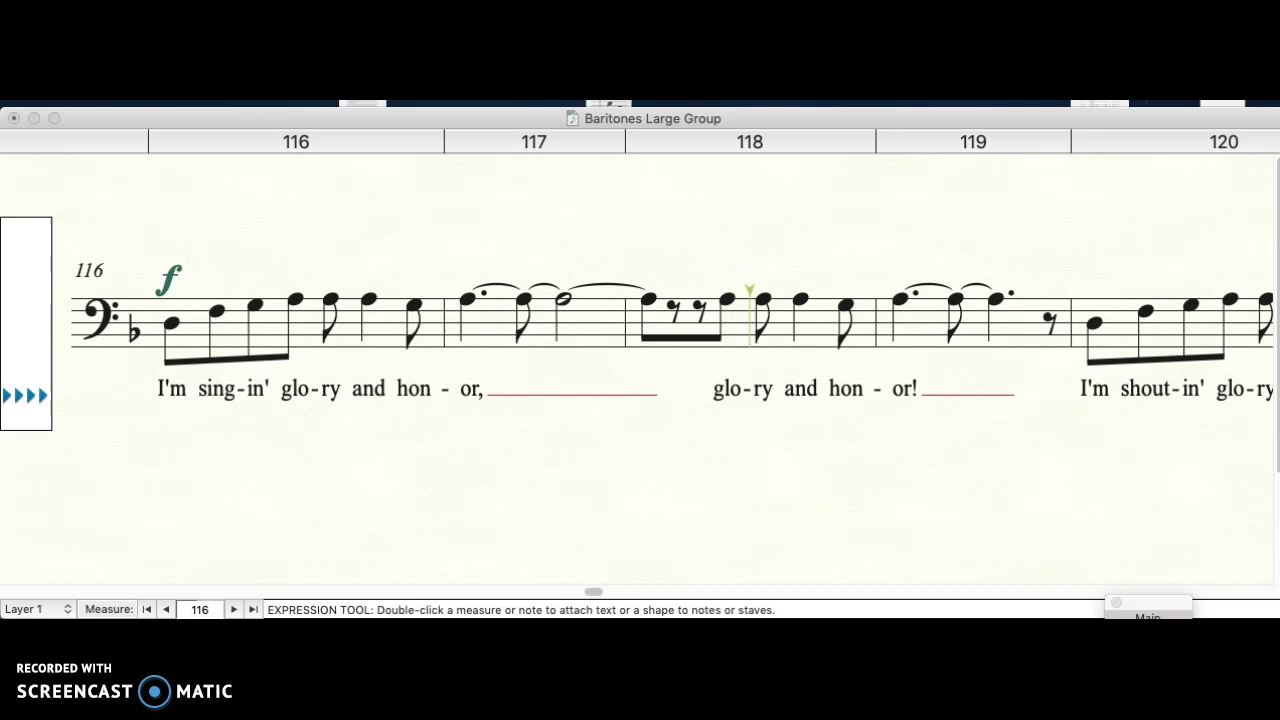 Baritones Large Group
116 117 118 119 120
116
f
I'm sing-in' glo-ry and hon - or, glo-ry and hon - or! I'm shout-in' glo-ry
Layer 1 Measure: 116 EXPRESSION TOOL: Double-click a measure or note to attach text or a shape to notes or staves.
Main
RECORDED WITH
SCREENCAST MATIC